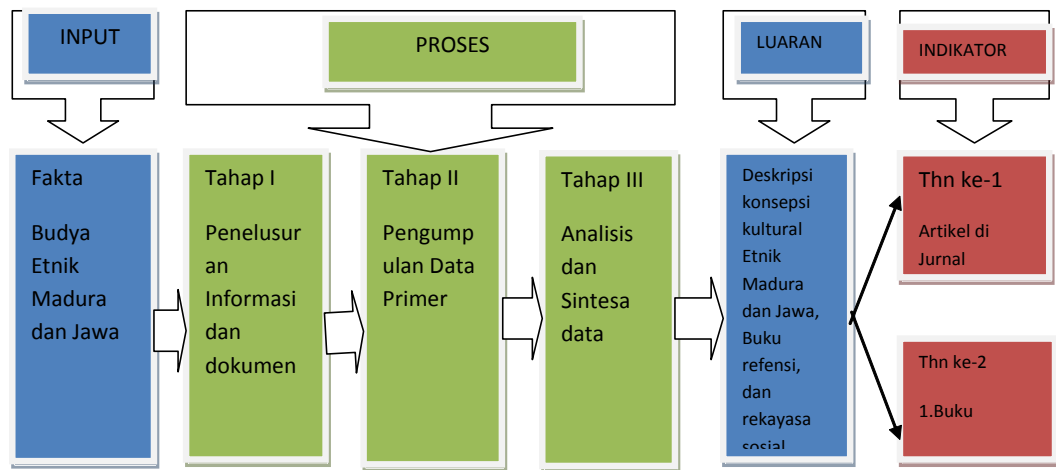 INPUT
PROSES
LUARAN
INDIKATOR
Fakta
Budya
Etnik
Madura
dan Jawa
Tahap I
Penelusur
an
Informasi
dan
dokumen
Tahap II
Pengump
ulan Data
Primer
Tahap III
Analisis
dan
Sintesa
data
Deskripsi
konsepsi
kultural
Etnik
Madura
dan Jawa,
Buku
refensi,
dan
rekayasa
sosial
Thn ke-1
Artikel di
Jurnal
Thn ke-2
1.Buku